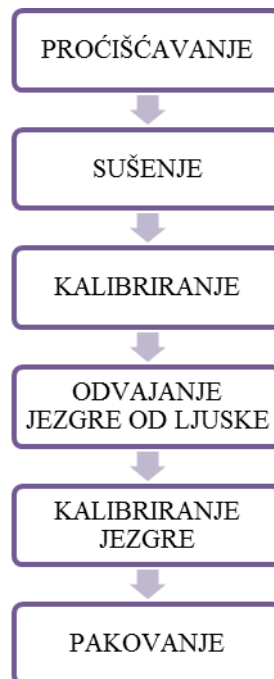 PROĆIŠĆAVANJE
SUŠENJE
KALIBRIRANJE
ODVAJANJE
JEZGRE OD LJUSKE
KALIBRIRANJE
JEZGRE
PAKOVANJE